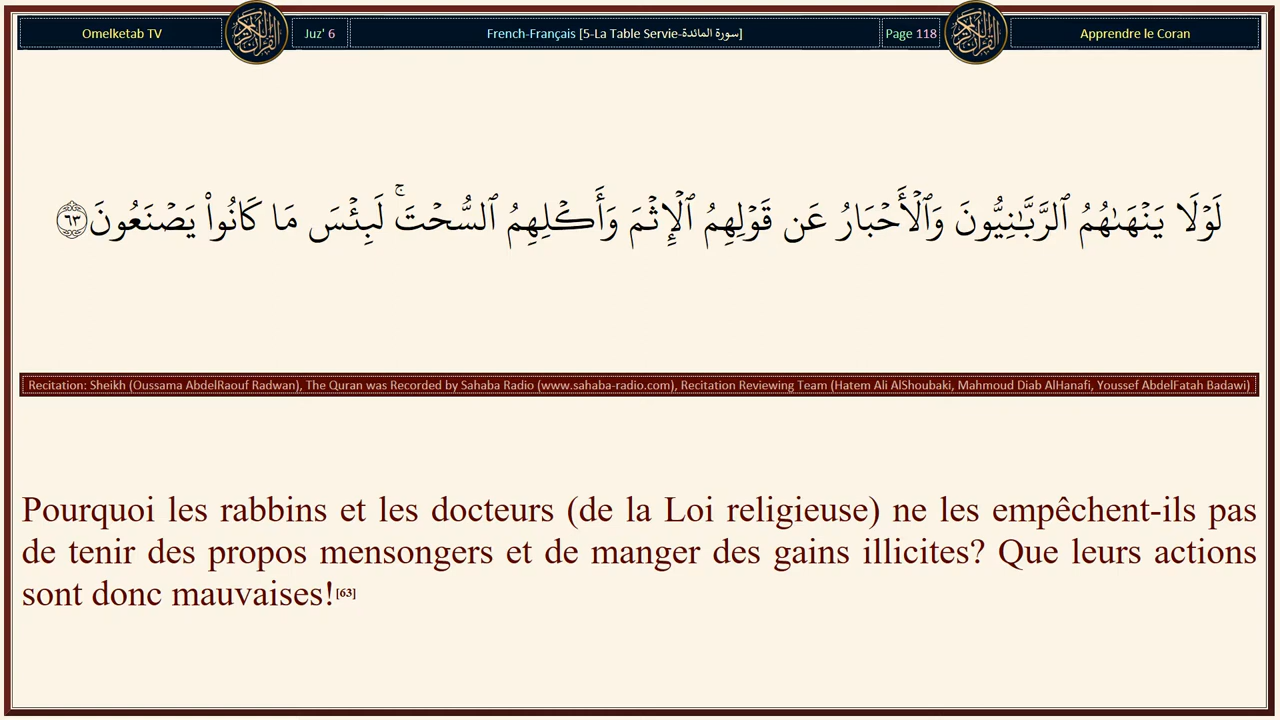 Omelketab TV
Juz' 6
French-Français [5-La Table Servie-سورة المائدة]
Page 118
Apprendre le Coran
لَوۡلَا يَنۡهَىٰهُمُ ٱلرَّبَّٰنِيُّونَ وَٱلۡأَحۡبَارُ عَن قَوۡلِهِمُ ٱلۡإِثۡمَ وَأَكۡلِهِمُ ٱلسُّحۡتَۚ لَبِئۡسَ مَا كَانُواْ يَصۡنَعُونَ ٦٣
Recitation: Sheikh (Oussama AbdelRaouf Radwan), The Quran was Recorded by Sahaba Radio (www.sahaba-radio.com), Recitation Reviewing Team (Hatem Ali AlShoubaki, Mahmoud Diab AlHanafi, Youssef AbdelFatah Badawi)
Pourquoi les rabbins et les docteurs (de la Loi religieuse) ne les empêchent-ils pas
de tenir des propos mensongers et de manger des gains illicites? Que leurs actions
sont donc mauvaises![63]